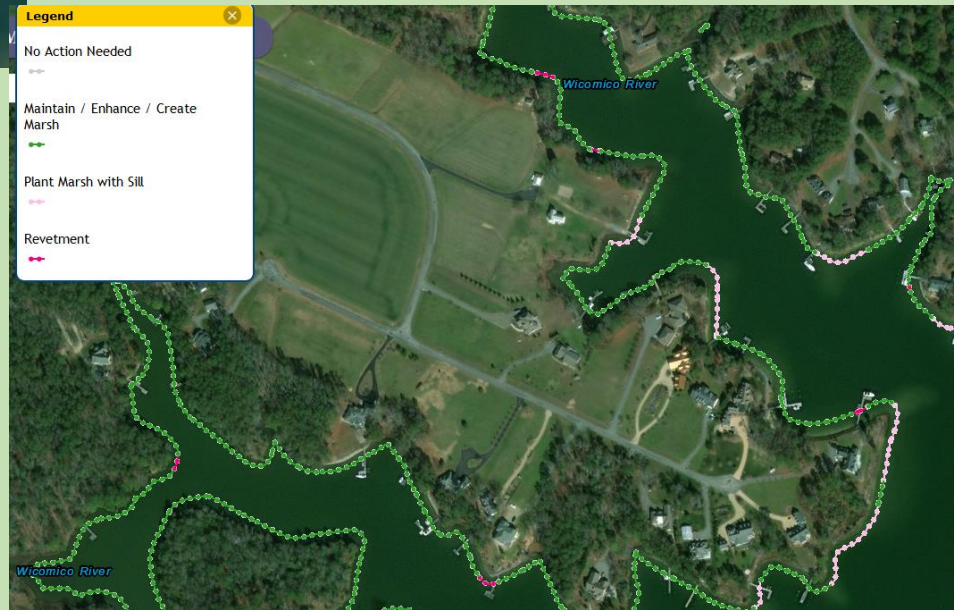 Legend
No Action Needed
Maintain / Enhance / Create
Marsh
Plant Marsh with Sill
Revetment
Wicomico River
Wicomico River